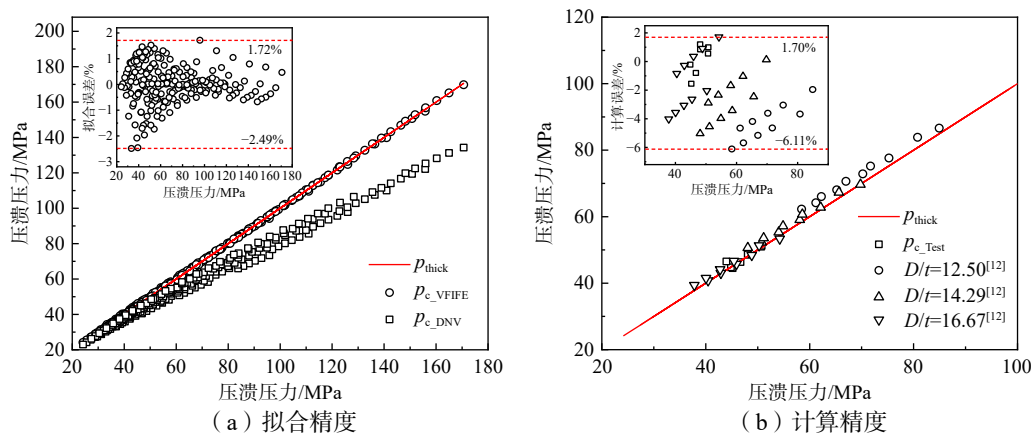 压溃压力/MPa
200
180
160
140
120
100
80
60
40
20
20 40 60 80 100 120 140 160 180
压溃压力/MPa
拟合误差/%
2
1
0
−1
−2
−3
20 40 60 80 100 120 140 160 180
压溃压力/MPa
1.72%
−2.49%
p_thick
p_c_VFIFE
p_c_DNV
（a）拟合精度
压溃压力/MPa
120
100
80
60
40
20
20 40 60 80 100
压溃压力/MPa
计算误差/%
2
0
−2
−4
−6
40 50 60 70 80 90
压溃压力/MPa
1.70%
−6.11%
p_thick
p_c_Test
D/t=12.50[12]
D/t=14.29[12]
D/t=16.67[12]
（b）计算精度